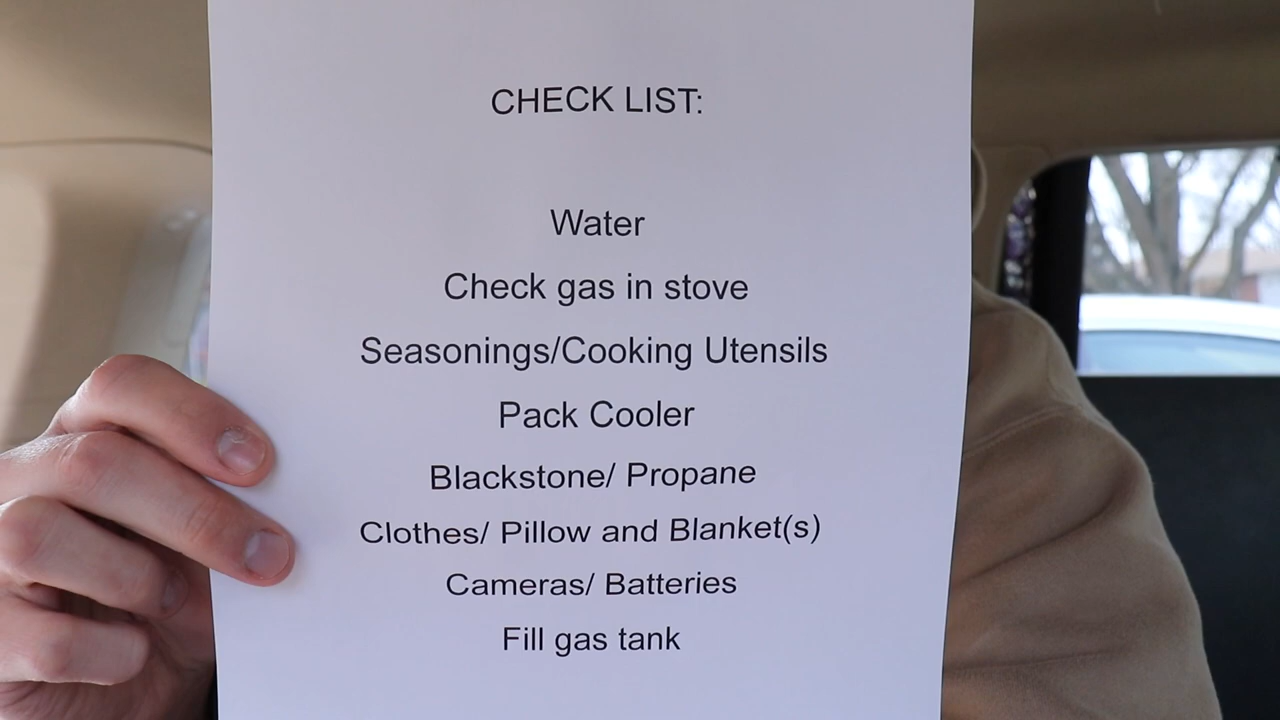 CHECK LIST:
Water
Check gas in stove
Seasonings/Cooking Utensils
Pack Cooler
Blackstone/ Propane
Clothes/ Pillow and Blanket(s)
Cameras/ Batteries
Fill gas tank